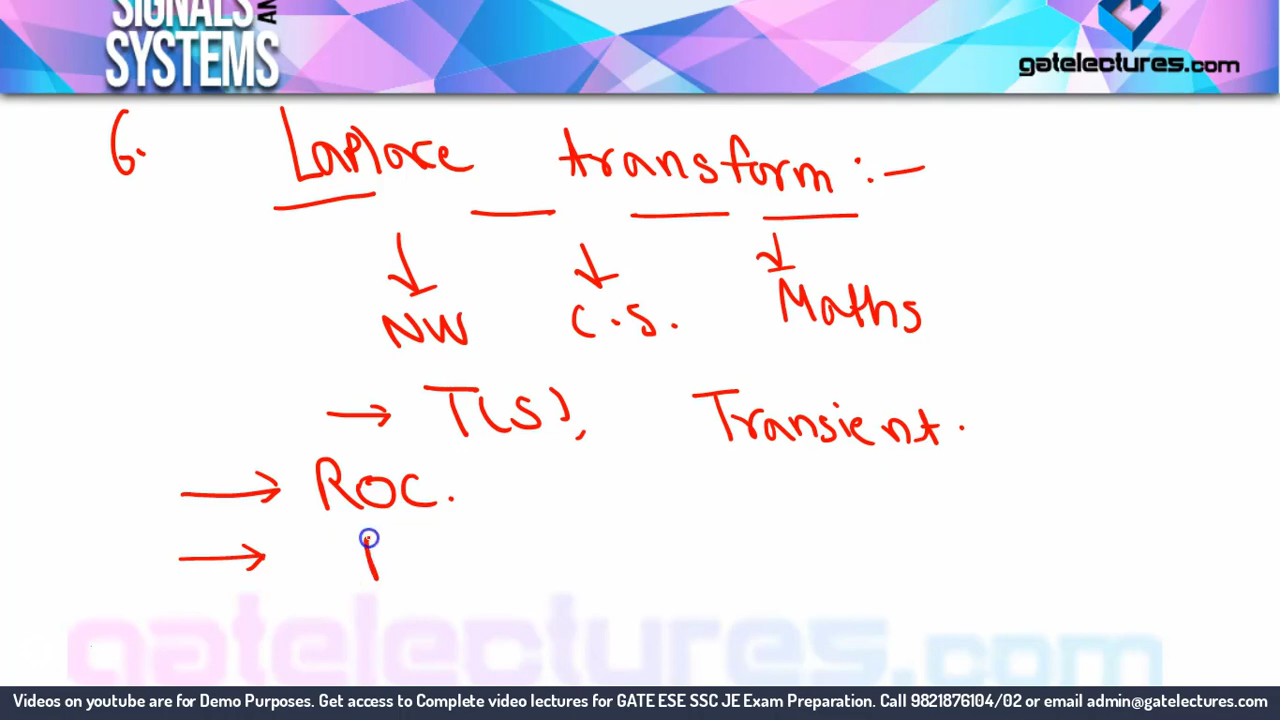 SIGNALS AND
SYSTEMS
gatelectures.com
6. Laplace transform :-
NW C.S. Maths
→ T(S), Transient.
→ ROC.
→
gatelectures.com
Videos on youtube are for Demo Purposes. Get access to Complete video lectures for GATE ESE SSC JE Exam Preparation. Call 9821876104/02 or email admin@gatelectures.com